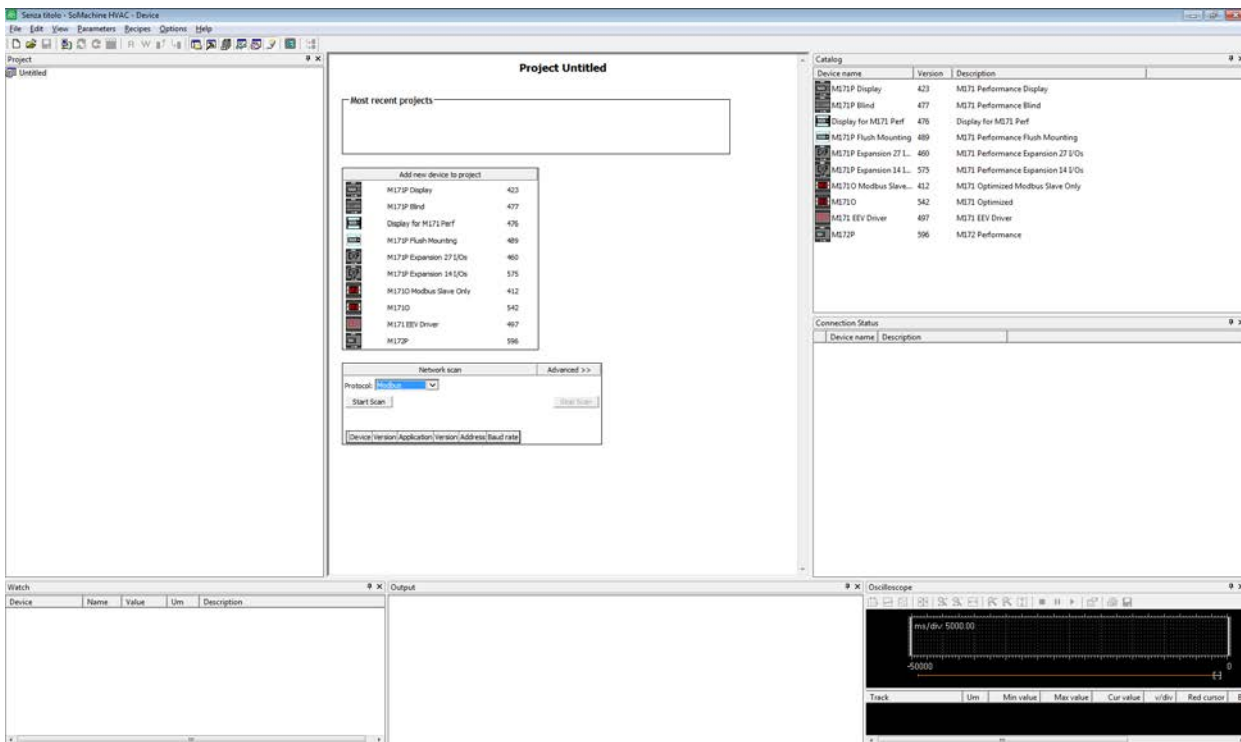 Senza titolo - SoMachine HVAC - Device
File Edit View Parameters Recipes Options Help
R W
Project
Untitled
Project Untitled
Most recent projects
Add new device to project
M171P Display 423
M171P Blind 477
Display for M171 Perf 476
M171P Flush Mounting 489
M171P Expansion 27 I/Os 460
M171P Expansion 14 I/Os 575
M171O Modbus Slave Only 412
M171O 542
M171 EEV Driver 497
M172P 596
Network scan Advanced >>
Protocol: Modbus
Start Scan Stop Scan
Device Version Application Version Address Baud rate
Catalog
Device name Version Description
M171P Display 423 M171 Performance Display
M171P Blind 477 M171 Performance Blind
Display for M171 Perf 476 Display for M171 Perf
M171P Flush Mounting 489 M171 Performance Flush Mounting
M171P Expansion 27 I... 460 M171 Performance Expansion 27 I/Os
M171P Expansion 14 I... 575 M171 Performance Expansion 14 I/Os
M171O Modbus Slave... 412 M171 Optimized Modbus Slave Only
M171O 542 M171 Optimized
M171 EEV Driver 497 M171 EEV Driver
M172P 596 M172 Performance
Connection Status
Device name Description
Watch
Device Name Value Um Description
Output
Oscilloscope
ms/div: 5000.00
-50000 0
Track Um Min value Max value Cur value v/div Red cursor